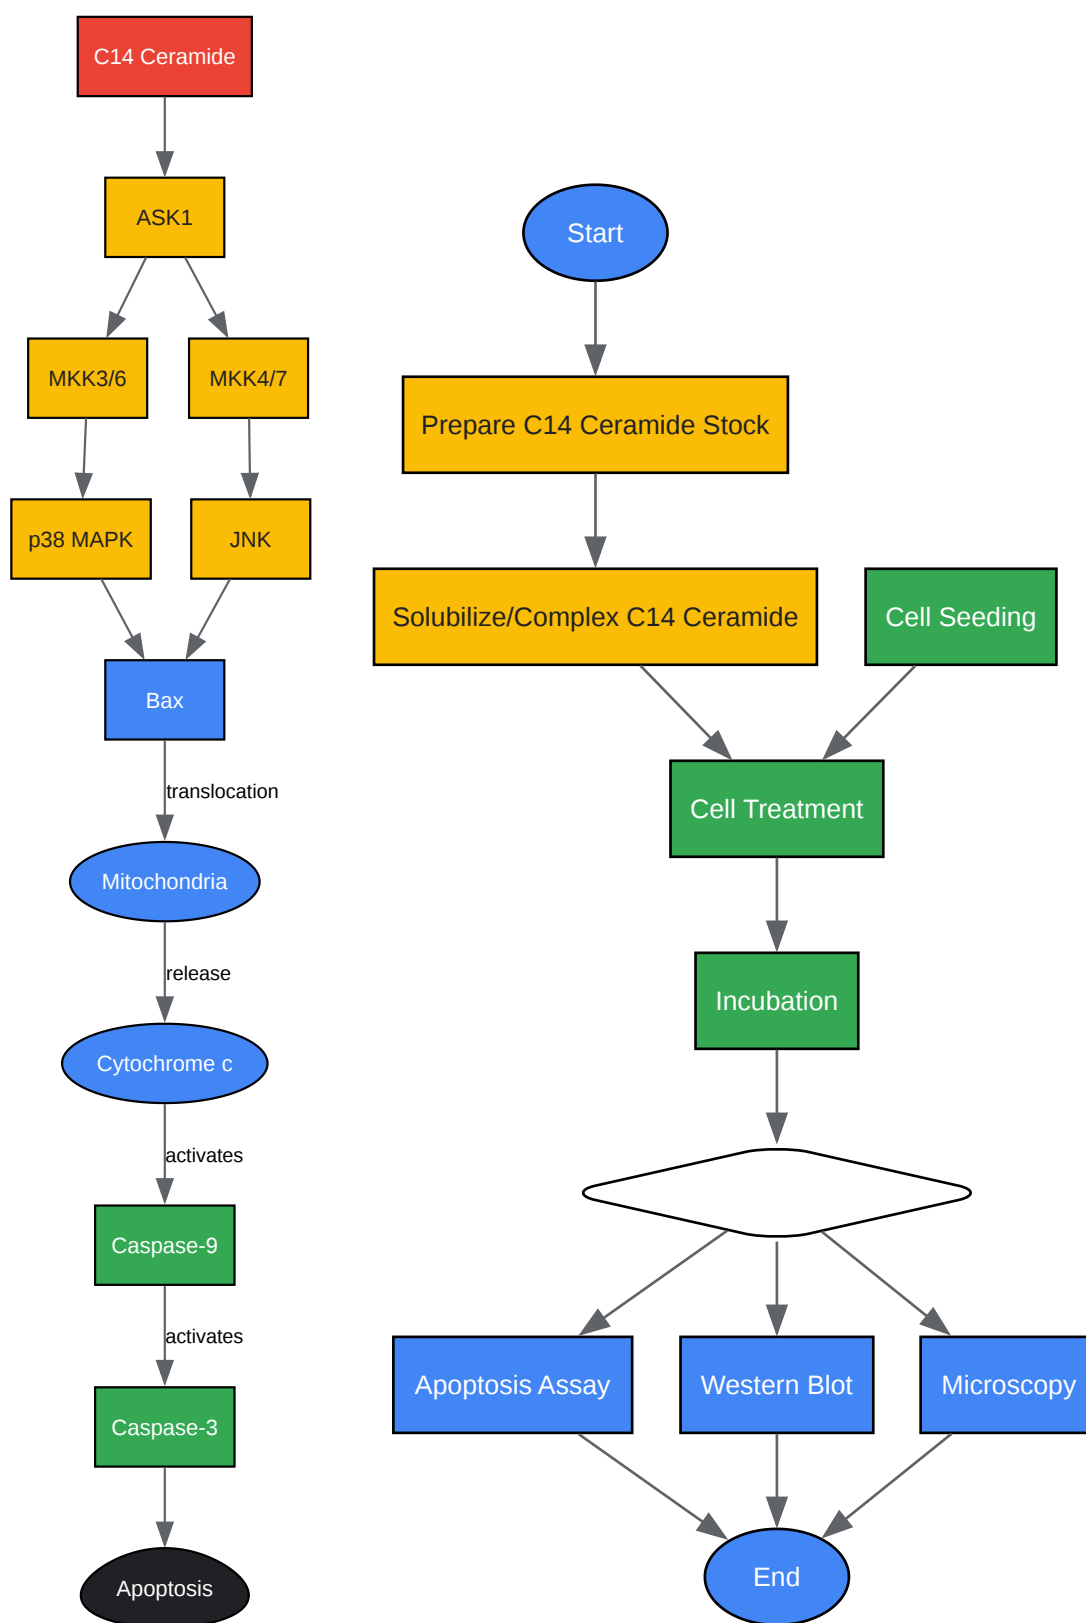 C14 Ceramide
ASK1
MKK3/6
MKK4/7
p38 MAPK
JNK
Bax
translocation
Mitochondria
release
Cytochrome c
activates
Caspase-9
activates
Caspase-3
Apoptosis
Start
Prepare C14 Ceramide Stock
Solubilize/Complex C14 Ceramide
Cell Seeding
Cell Treatment
Incubation
Apoptosis Assay
Western Blot
Microscopy
End